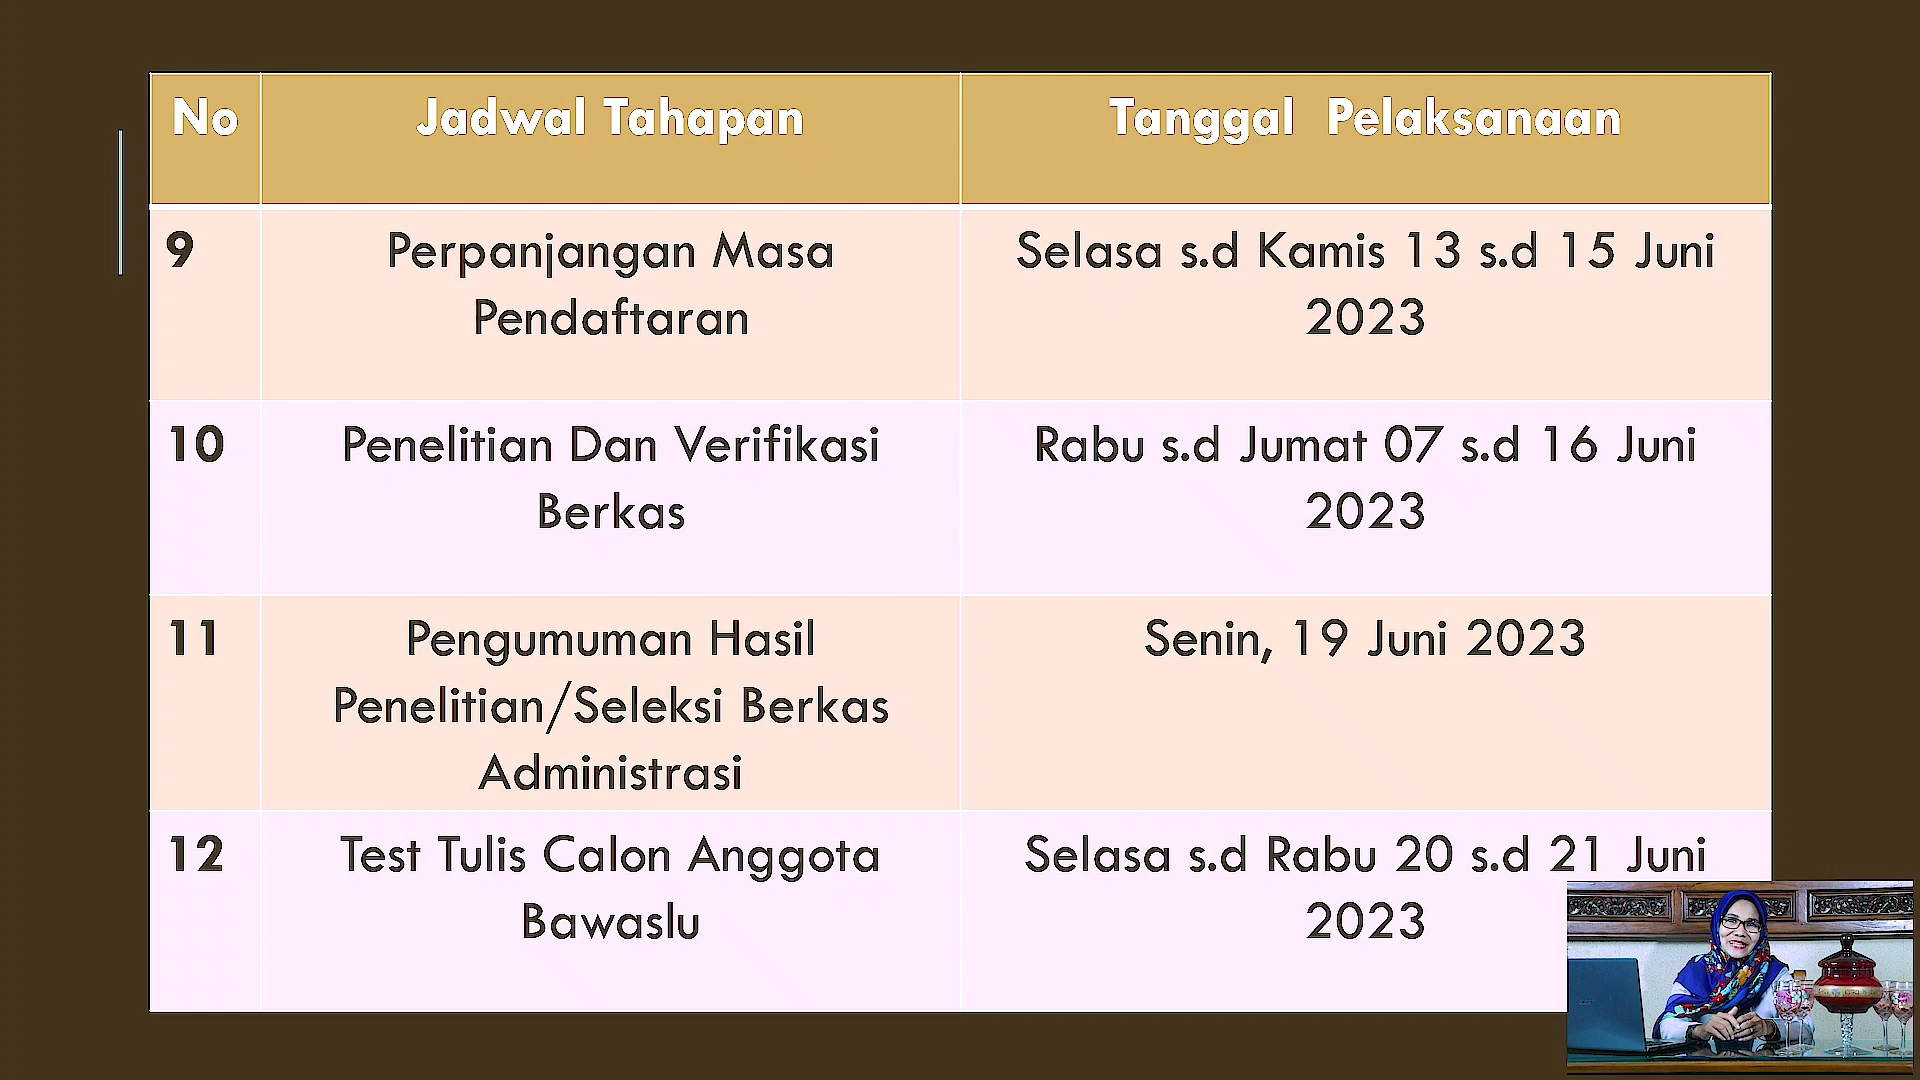 No
Jadwal Tahapan
Tanggal Pelaksanaan
9
Perpanjangan Masa
Pendaftaran
Selasa s.d Kamis 13 s.d 15 Juni
2023
10
Penelitian Dan Verifikasi
Berkas
Rabu s.d Jumat 07 s.d 16 Juni
2023
11
Pengumuman Hasil
Penelitian/Seleksi Berkas
Administrasi
Senin, 19 Juni 2023
12
Test Tulis Calon Anggota
Bawaslu
Selasa s.d Rabu 20 s.d 21 Juni
2023